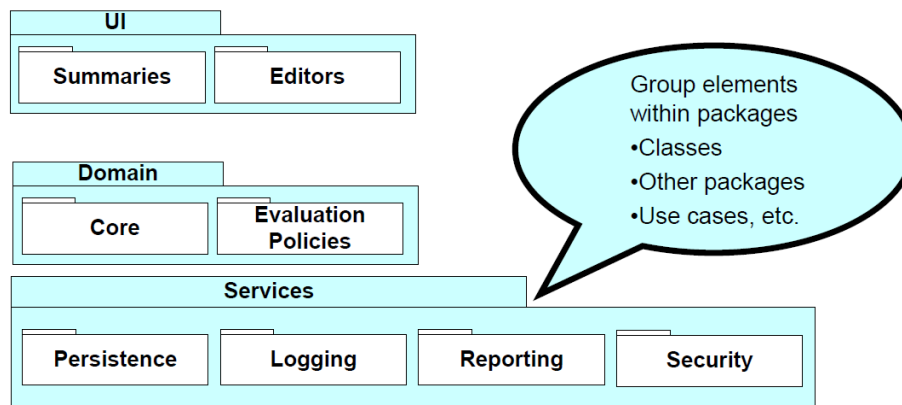 UI
Summaries
Editors
Group elements
within packages
•Classes
•Other packages
•Use cases, etc.
Domain
Core
Evaluation
Policies
Services
Persistence
Logging
Reporting
Security